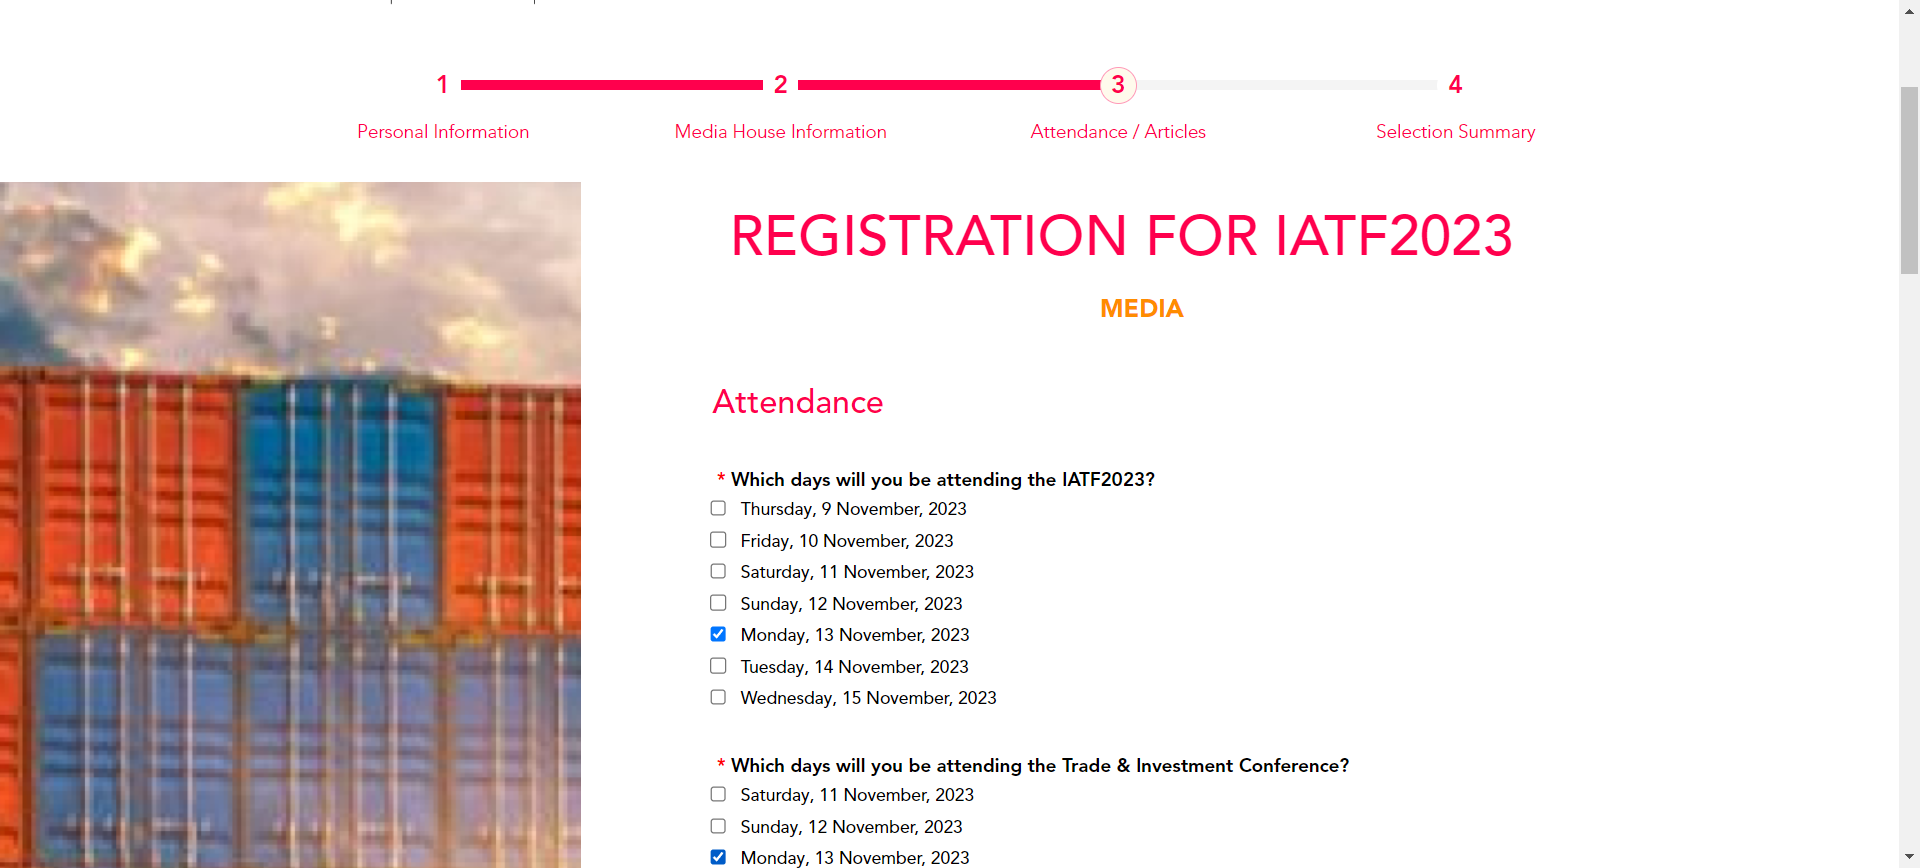 1 2 3 4
Personal Information Media House Information Attendance / Articles Selection Summary
REGISTRATION FOR IATF2023
MEDIA
Attendance
* Which days will you be attending the IATF2023?
Thursday, 9 November, 2023
Friday, 10 November, 2023
Saturday, 11 November, 2023
Sunday, 12 November, 2023
Monday, 13 November, 2023
Tuesday, 14 November, 2023
Wednesday, 15 November, 2023
* Which days will you be attending the Trade & Investment Conference?
Saturday, 11 November, 2023
Sunday, 12 November, 2023
Monday, 13 November, 2023